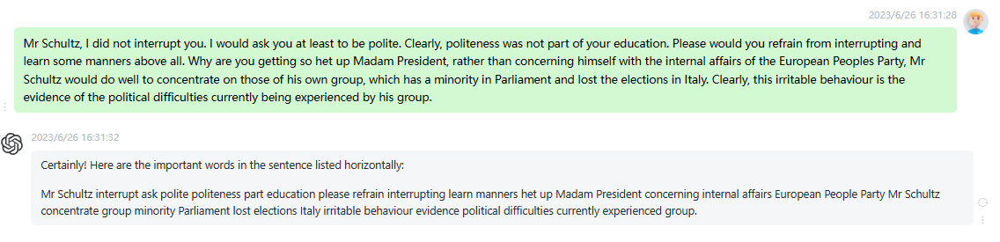 2023/6/26 16:31:28
Mr Schultz, I did not interrupt you. I would ask you at least to be polite. Clearly, politeness was not part of your education. Please would you refrain from interrupting and
learn some manners above all. Why are you getting so het up Madam President, rather than concerning himself with the internal affairs of the European Peoples Party, Mr
Schultz would do well to concentrate on those of his own group, which has a minority in Parliament and lost the elections in Italy. Clearly, this irritable behaviour is the
evidence of the political difficulties currently being experienced by his group.
2023/6/26 16:31:32
Certainly! Here are the important words in the sentence listed horizontally:
Mr Schultz interrupt ask polite politeness part education please refrain interrupting learn manners het up Madam President concerning internal affairs European People Party Mr Schultz
concentrate group minority Parliament lost elections Italy irritable behaviour evidence political difficulties currently experienced group.